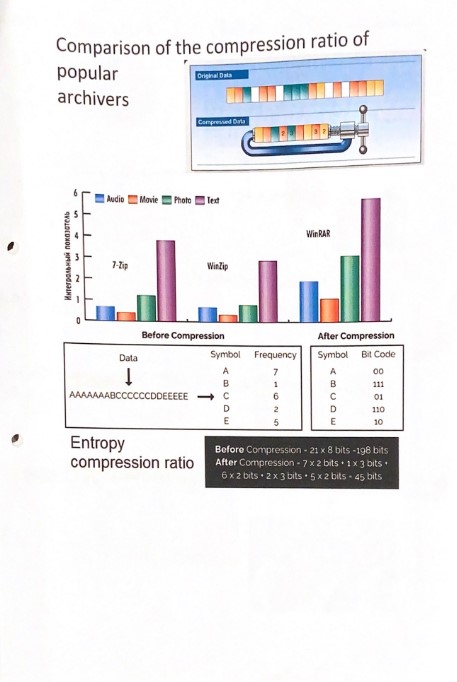 Comparison of the compression ratio of
popular
archivers
Original Data
Compressed Data
6
5
4
3
2
1
0
Интегральный показатель
Audio Movie Photo Text
7-Zip
WinZip
WinRAR
Before Compression
After Compression
Data
AAAAAAABCCCCCCDDEEEEE
Symbol Frequency
A 7
B 1
C 6
D 2
E 5
Symbol Bit Code
A 00
B 111
C 01
D 110
E 10
Entropy
compression ratio
Before Compression - 21 x 8 bits -198 bits
After Compression - 7 x 2 bits + 1 x 3 bits +
6 x 2 bits + 2 x 3 bits + 5 x 2 bits - 45 bits